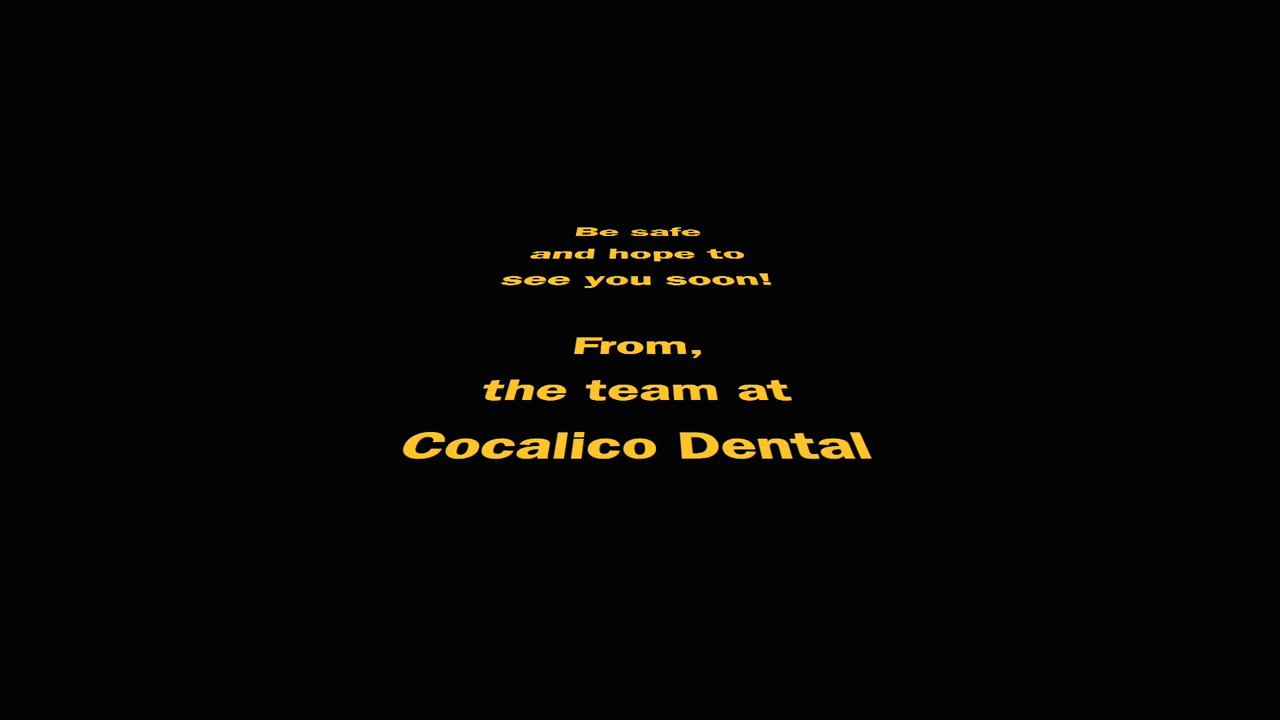 Be safe
and hope to
see you soon!
From,
the team at
Cocalico Dental